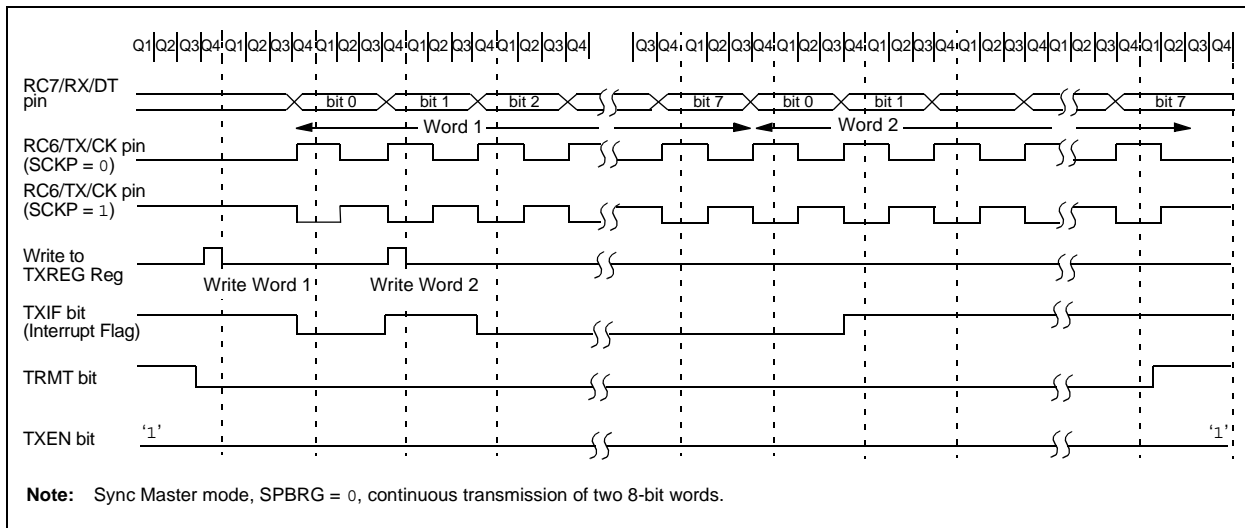 Q1 Q2 Q3 Q4 Q1 Q2 Q3 Q4 Q1 Q2 Q3 Q4 Q1 Q2 Q3 Q4 Q1 Q2 Q3 Q4 Q3 Q4 Q1 Q2 Q3 Q4 Q1 Q2 Q3 Q4 Q1 Q2 Q3 Q4 Q1 Q2 Q3 Q4 Q1 Q2 Q3 Q4 Q1 Q2 Q3 Q4
RC7/RX/DT
pin
bit 0 bit 1 bit 2 bit 7 bit 0 bit 1 bit 7
Word 1 Word 2
RC6/TX/CK pin
(SCKP = 0)
RC6/TX/CK pin
(SCKP = 1)
Write to
TXREG Reg
Write Word 1 Write Word 2
TXIF bit
(Interrupt Flag)
TRMT bit
TXEN bit
‘1’ ‘1’
Note: Sync Master mode, SPBRG = 0, continuous transmission of two 8-bit words.